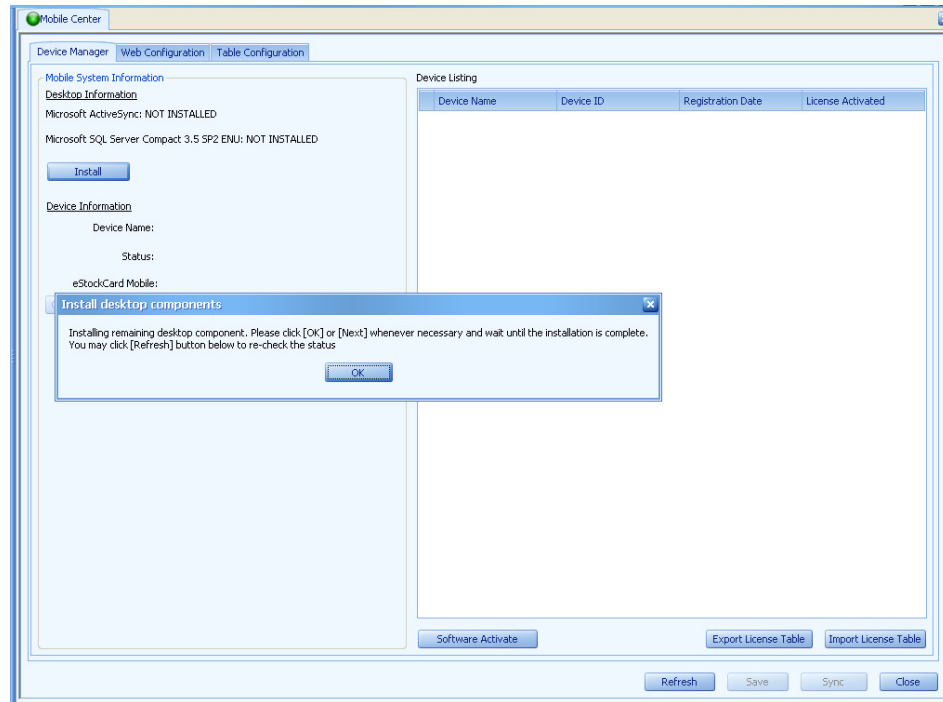 Mobile Center
Device Manager
Web Configuration
Table Configuration
Mobile System Information
Desktop Information
Microsoft ActiveSync: NOT INSTALLED
Microsoft SQL Server Compact 3.5 SP2 ENU: NOT INSTALLED
Install
Device Information
Device Name:
Status:
eStockCard Mobile:
Device Listing
Device Name
Device ID
Registration Date
License Activated
Install desktop components
Installing remaining desktop component. Please click [OK] or [Next] whenever necessary and wait until the installation is complete.
You may click [Refresh] button below to re-check the status
OK
Software Activate
Export License Table
Import License Table
Refresh
Save
Sync
Close